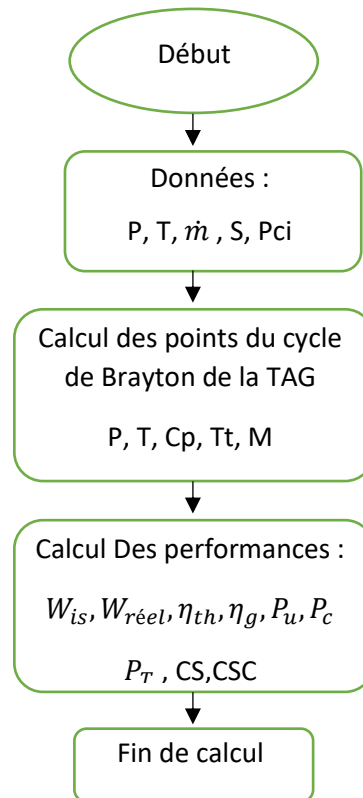 Début
Données :
P, T, ṁ , S, Pci
Calcul des points du cycle
de Brayton de la TAG
P, T, Cp, Tt, M
Calcul Des performances :
W_is, W_réel, η_th, η_g, P_u, P_c
P_T , CS,CSC
Fin de calcul